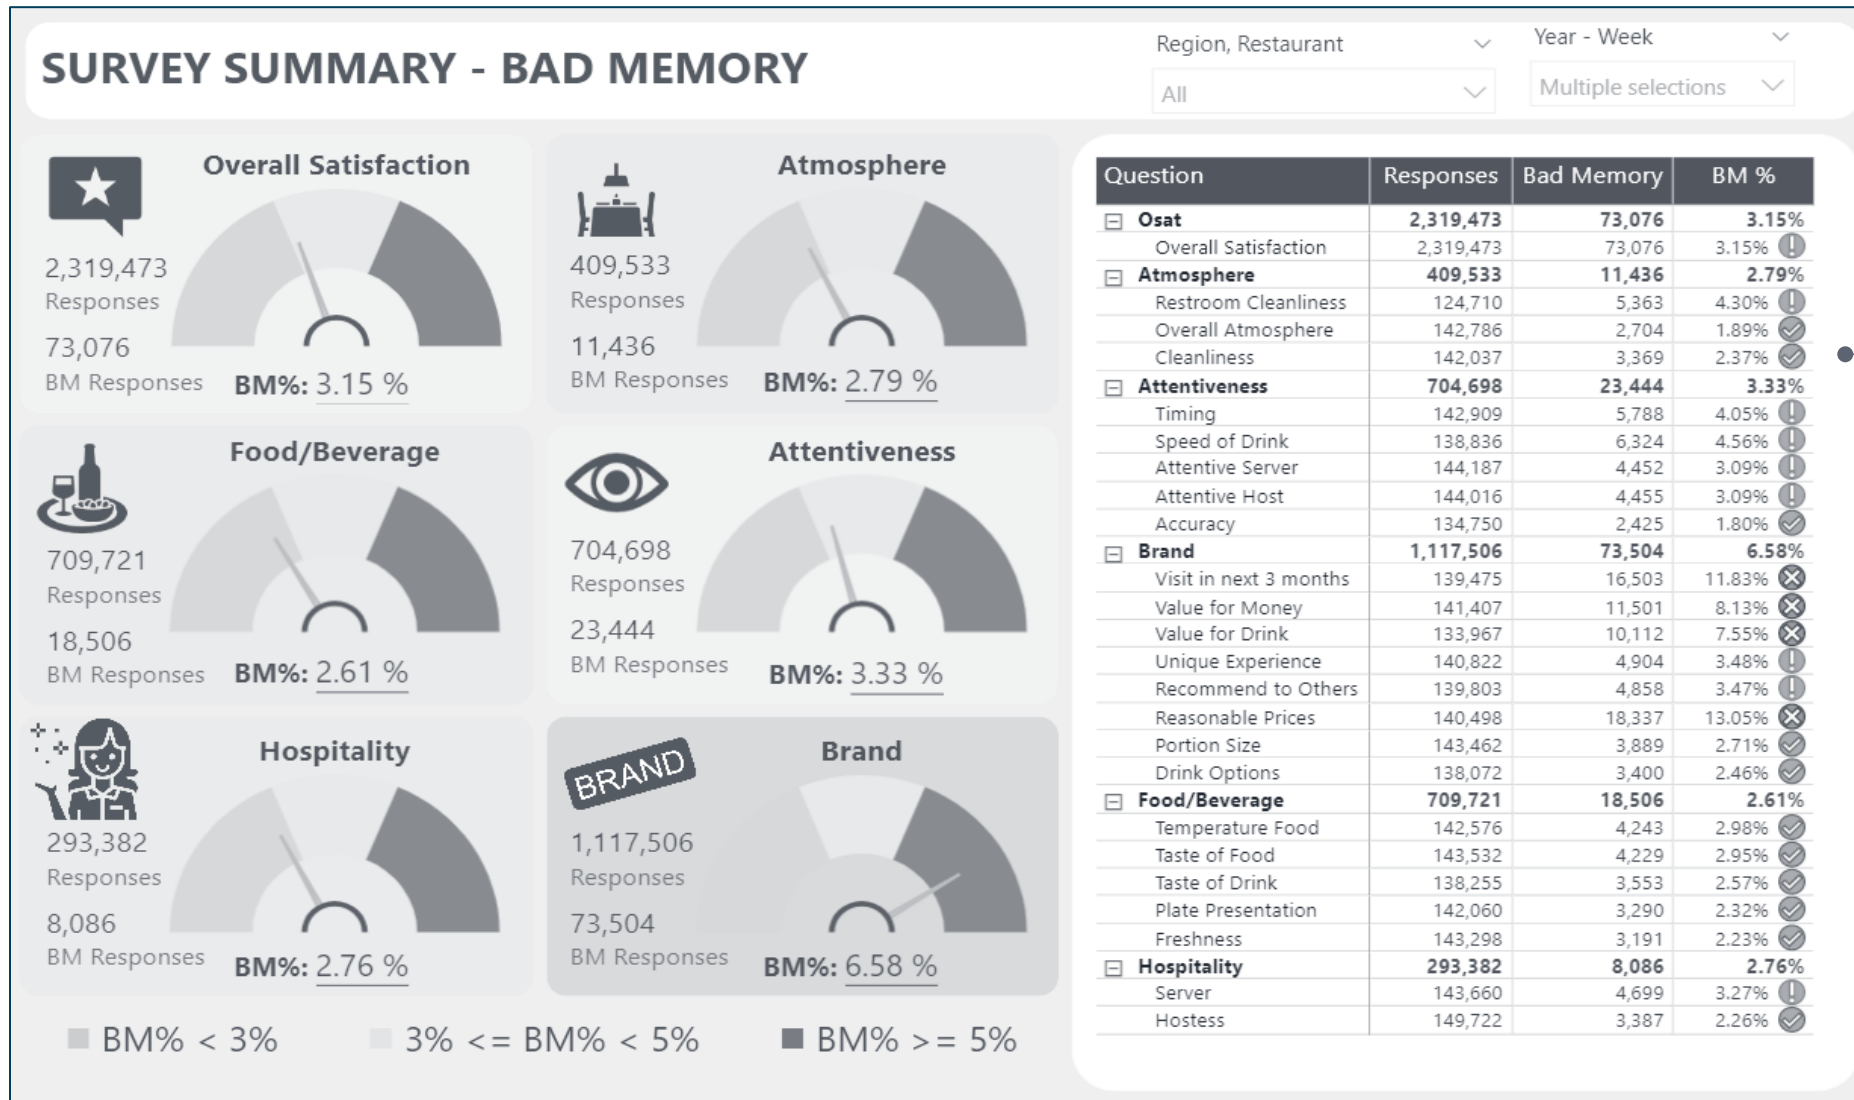 SURVEY SUMMARY - BAD MEMORY
Region, Restaurant
All
Year - Week
Multiple selections
Overall Satisfaction
2,319,473
Responses
73,076
BM Responses
BM%: 3.15 %
Atmosphere
409,533
Responses
11,436
BM Responses
BM%: 2.79 %
Food/Beverage
709,721
Responses
18,506
BM Responses
BM%: 2.61 %
Attentiveness
704,698
Responses
23,444
BM Responses
BM%: 3.33 %
Hospitality
293,382
Responses
8,086
BM Responses
BM%: 2.76 %
BRAND
Brand
1,117,506
Responses
73,504
BM Responses
BM%: 6.58 %
BM% < 3%
3% <= BM% < 5%
BM% >= 5%
Question Responses Bad Memory BM %
Osat 2,319,473 73,076 3.15%
Overall Satisfaction 2,319,473 73,076 3.15%
Atmosphere 409,533 11,436 2.79%
Restroom Cleanliness 124,710 5,363 4.30%
Overall Atmosphere 142,786 2,704 1.89%
Cleanliness 142,037 3,369 2.37%
Attentiveness 704,698 23,444 3.33%
Timing 142,909 5,788 4.05%
Speed of Drink 138,836 6,324 4.56%
Attentive Server 144,187 4,452 3.09%
Attentive Host 144,016 4,455 3.09%
Accuracy 134,750 2,425 1.80%
Brand 1,117,506 73,504 6.58%
Visit in next 3 months 139,475 16,503 11.83%
Value for Money 141,407 11,501 8.13%
Value for Drink 133,967 10,112 7.55%
Unique Experience 140,822 4,904 3.48%
Recommend to Others 139,803 4,858 3.47%
Reasonable Prices 140,498 18,337 13.05%
Portion Size 143,462 3,889 2.71%
Drink Options 138,072 3,400 2.46%
Food/Beverage 709,721 18,506 2.61%
Temperature Food 142,576 4,243 2.98%
Taste of Food 143,532 4,229 2.95%
Taste of Drink 138,255 3,553 2.57%
Plate Presentation 142,060 3,290 2.32%
Freshness 143,298 3,191 2.23%
Hospitality 293,382 8,086 2.76%
Server 143,660 4,699 3.27%
Hostess 149,722 3,387 2.26%